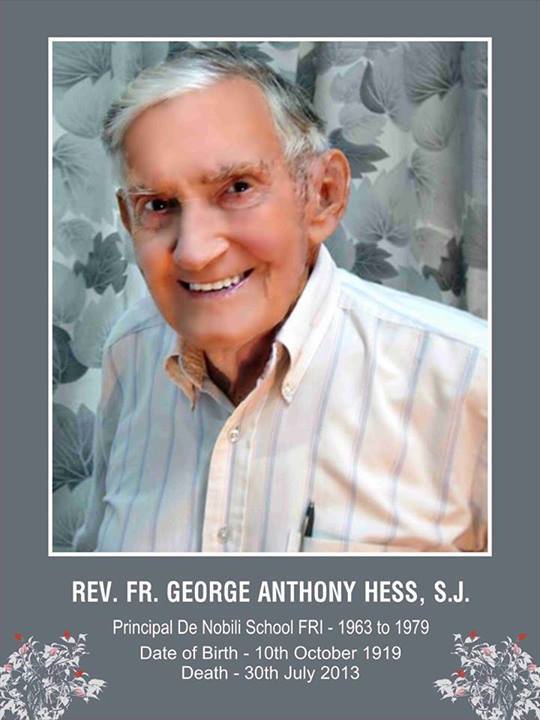 REV. FR. GEORGE ANTHONY HESS, S.J.
Principal De Nobili School FRI - 1963 to 1979
Date of Birth - 10th October 1919
Death - 30th July 2013